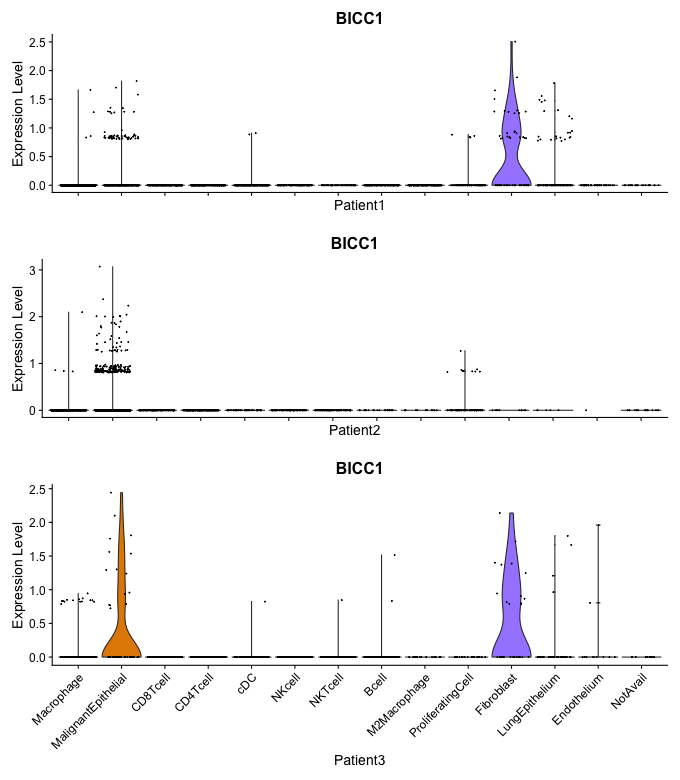 BICC1
Expression Level
2.5
2.0
1.5
1.0
0.5
0.0
Patient1
BICC1
Expression Level
3
2
1
0
Patient2
BICC1
Expression Level
2.5
2.0
1.5
1.0
0.5
0.0
Macrophage
MalignantEpithelial
CD8Tcell
CD4Tcell
cDC
NKcell
NKTcell
Bcell
M2Macrophage
ProliferatingCell
Fibroblast
LungEpithelium
Endothelium
NotAvail
Patient3